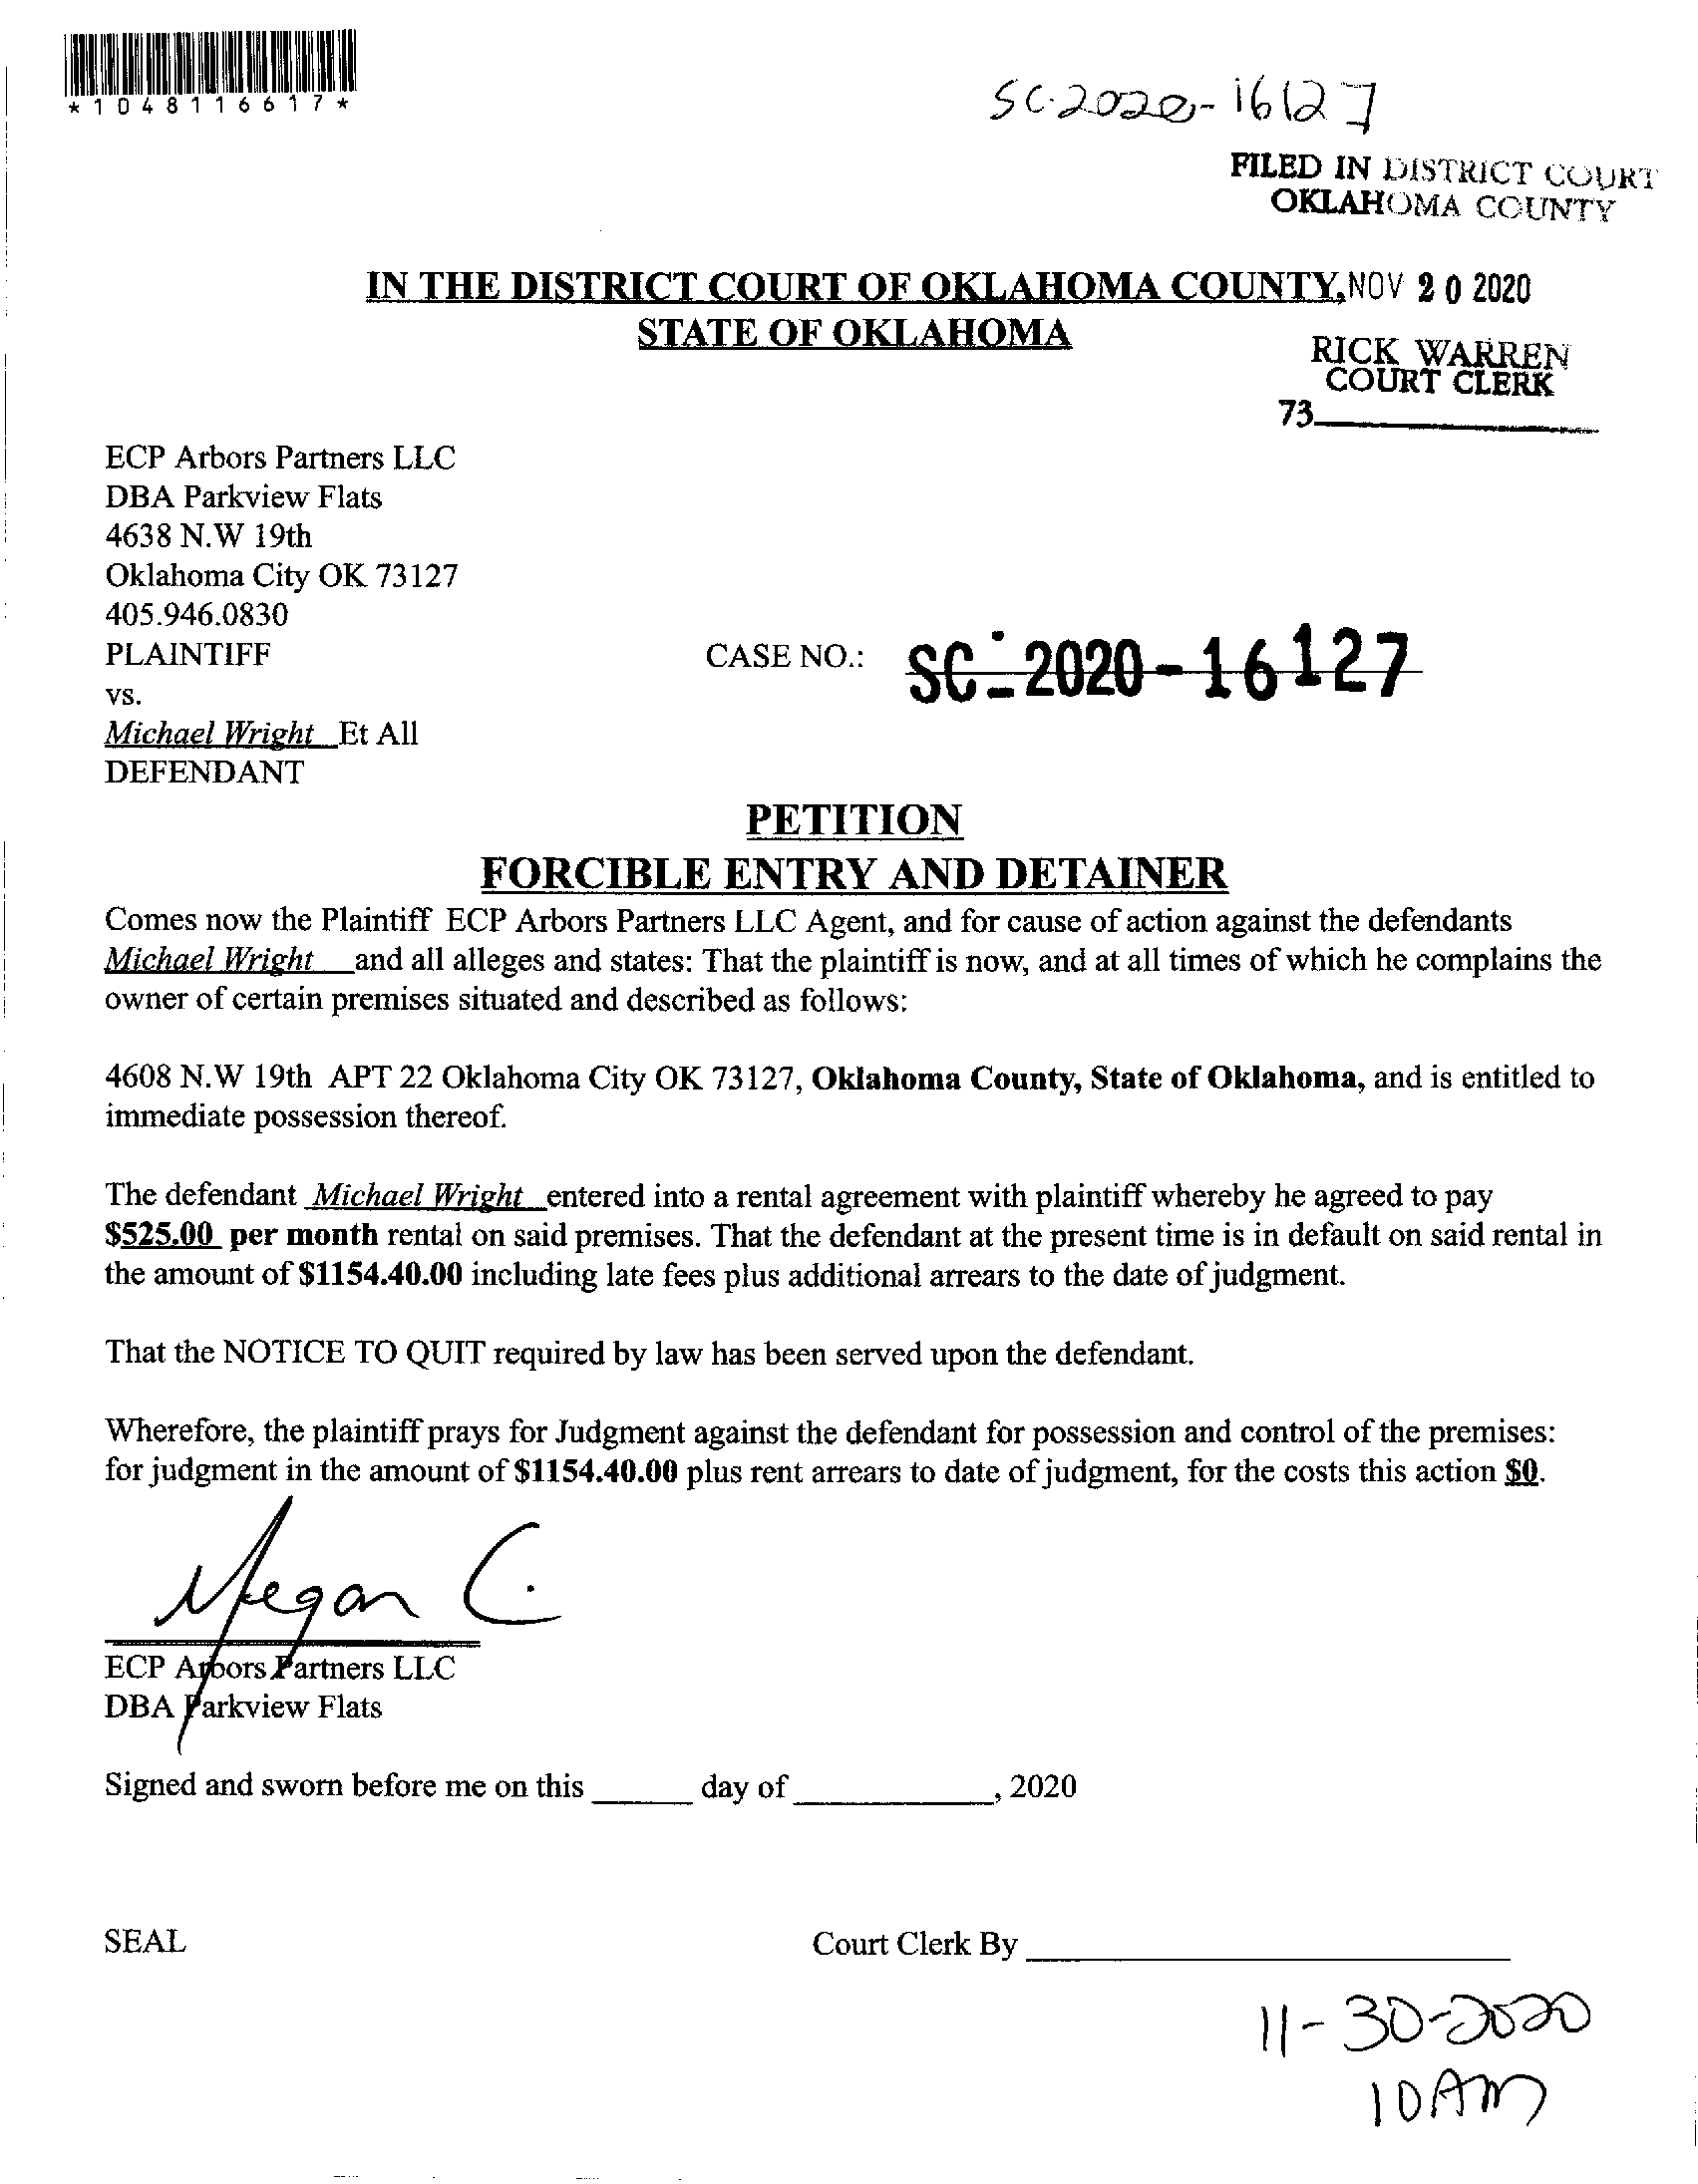 *1048116617*
SC-2020-16127
FILED IN DISTRICT COURT
OKLAHOMA COUNTY
IN THE DISTRICT COURT OF OKLAHOMA COUNTY, NOV 20 2020
STATE OF OKLAHOMA
RICK WARREN
COURT CLERK
73
ECP Arbors Partners LLC
DBA Parkview Flats
4638 N.W 19th
Oklahoma City OK 73127
405.946.0830
PLAINTIFF
CASE NO.: SC-2020-16127
vs.
Michael Wright Et All
DEFENDANT
PETITION
FORCIBLE ENTRY AND DETAINER
Comes now the Plaintiff ECP Arbors Partners LLC Agent, and for cause of action against the defendants
Michael Wright and all alleges and states: That the plaintiff is now, and at all times of which he complains the
owner of certain premises situated and described as follows:
4608 N.W 19th APT 22 Oklahoma City OK 73127, Oklahoma County, State of Oklahoma, and is entitled to
immediate possession thereof.
The defendant Michael Wright entered into a rental agreement with plaintiff whereby he agreed to pay
$525.00 per month rental on said premises. That the defendant at the present time is in default on said rental in
the amount of $1154.40.00 including late fees plus additional arrears to the date of judgment.
That the NOTICE TO QUIT required by law has been served upon the defendant.
Wherefore, the plaintiff prays for Judgment against the defendant for possession and control of the premises:
for judgment in the amount of $1154.40.00 plus rent arrears to date of judgment, for the costs this action $0.
Megan C.
ECP Arbors Partners LLC
DBA Parkview Flats
Signed and sworn before me on this ______ day of ____________, 2020
SEAL
Court Clerk By ____________
11-30-2020
10AM